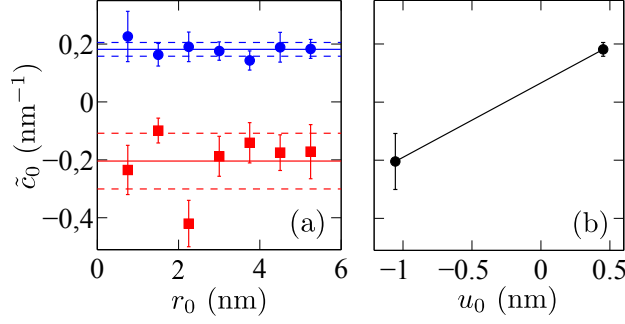 0,2
0
−0,2
−0,4
c̃₀ (nm⁻¹)
(a)
0 2 4 6
r₀ (nm)
(b)
−1 −0.5 0 0.5
u₀ (nm)